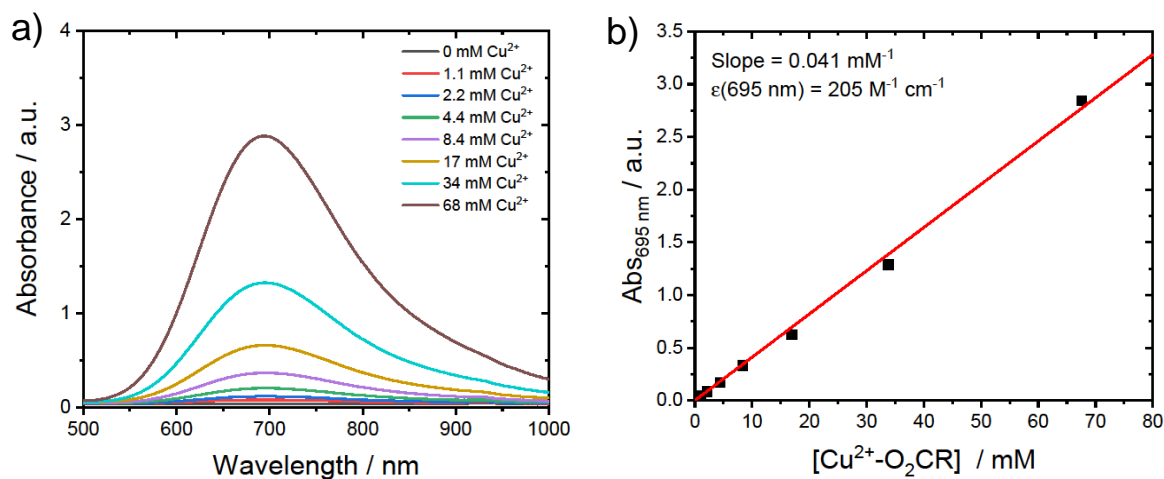 a)
4
3
2
1
0
500
600
700
800
900
1000
Absorbance / a.u.
Wavelength / nm
0 mM Cu²⁺
1.1 mM Cu²⁺
2.2 mM Cu²⁺
4.4 mM Cu²⁺
8.4 mM Cu²⁺
17 mM Cu²⁺
34 mM Cu²⁺
68 mM Cu²⁺
b)
Slope = 0.041 mM⁻¹
ε(695 nm) = 205 M⁻¹ cm⁻¹
3.5
3.0
2.5
2.0
1.5
1.0
0.5
0.0
0
10
20
30
40
50
60
70
80
Abs₆₉₅ ₙₘ / a.u.
[Cu²⁺-O₂CR] / mM